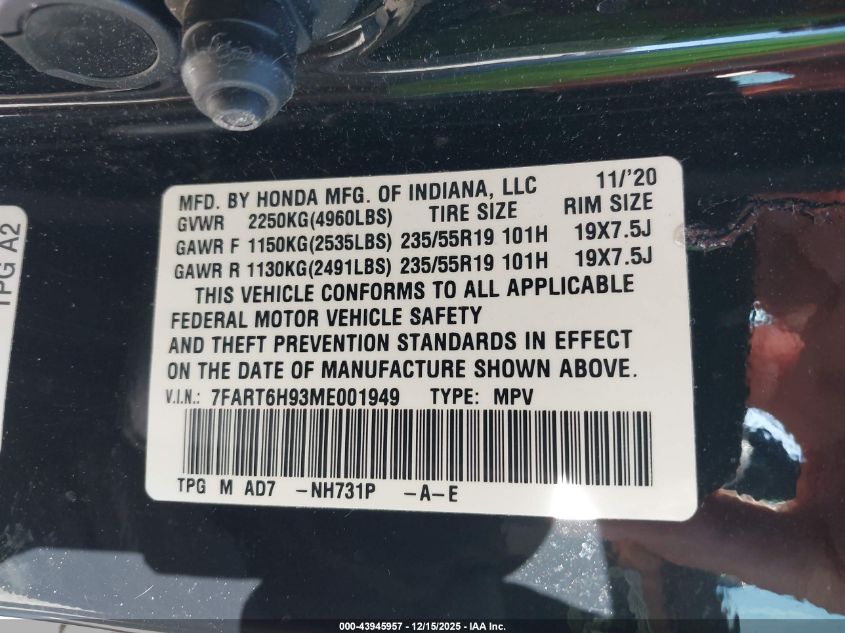 MFD. BY HONDA MFG. OF INDIANA, LLC 11/'20
GVWR 2250KG(4960LBS) TIRE SIZE RIM SIZE
GAWR F 1150KG(2535LBS) 235/55R19 101H 19X7.5J
GAWR R 1130KG(2491LBS) 235/55R19 101H 19X7.5J
THIS VEHICLE CONFORMS TO ALL APPLICABLE
FEDERAL MOTOR VEHICLE SAFETY
AND THEFT PREVENTION STANDARDS IN EFFECT
ON THE DATE OF MANUFACTURE SHOWN ABOVE.
V.I.N.: 7FART6H93ME001949 TYPE: MPV
TPG M AD7 -NH731P -A-E
TPG A2
000-43945957 - 12/15/2025 - IAA Inc.